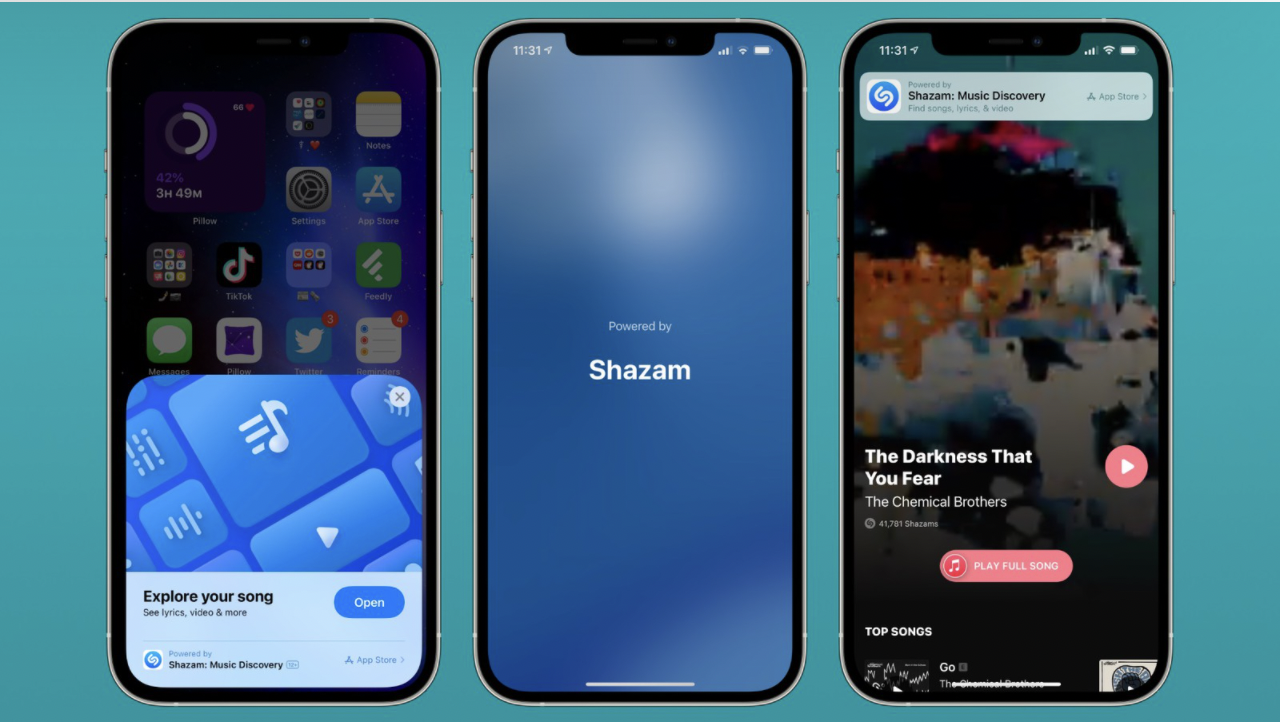 66
42%
3H 49M
Pillow
Notes
Settings
App Store
TikTok
Feedly
3
4
Messages
Pillow
Twitter
Reminders
Explore your song
See lyrics, video & more
Open
Powered by
Shazam: Music Discovery 12+
App Store >
11:31
Powered by
Shazam
11:31
Powered by
Shazam: Music Discovery
Find songs, lyrics, & video
App Store >
The Darkness That
You Fear
The Chemical Brothers
41,781 Shazams
PLAY FULL SONG
TOP SONGS
Go E
The Chemical Brothers